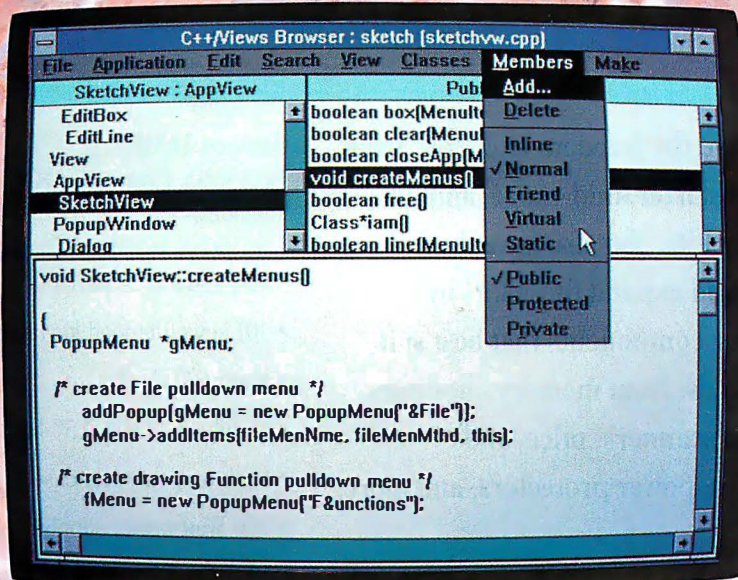 C++/Views Browser : sketch (sketchvw.cpp)
File Application Edit Search View Classes Members Make
SketchView : AppView
Publ
EditBox
EditLine
View
AppView
SketchView
PopupWindow
Dialog
boolean box(MenuIte
boolean clear(MenuI
boolean closeApp(M
void createMenus()
boolean free()
Class*iam()
boolean line(MenuIte
Add...
Delete
Inline
✓ Normal
Friend
Virtual
Static
✓ Public
Protected
Private
void SketchView::createMenus()
{
PopupMenu *gMenu;
/* create File pulldown menu */
addPopup(gMenu = new PopupMenu("&File"));
gMenu->addItems(fileMenNme, fileMenMthd, this);
/* create drawing Function pulldown menu */
fMenu = new PopupMenu("F&unctions");